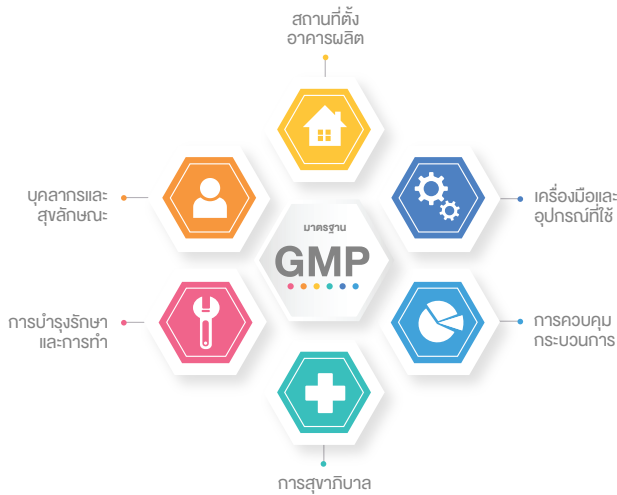 สถานที่ตั้ง
อาคารผลิต
เครื่องมือและ
อุปกรณ์ที่ใช้
การควบคุม
กระบวนการ
การสุขาภิบาล
การบำรุงรักษา
และการทำ
บุคลากรและ
สุขลักษณะ
มาตรฐาน
GMP